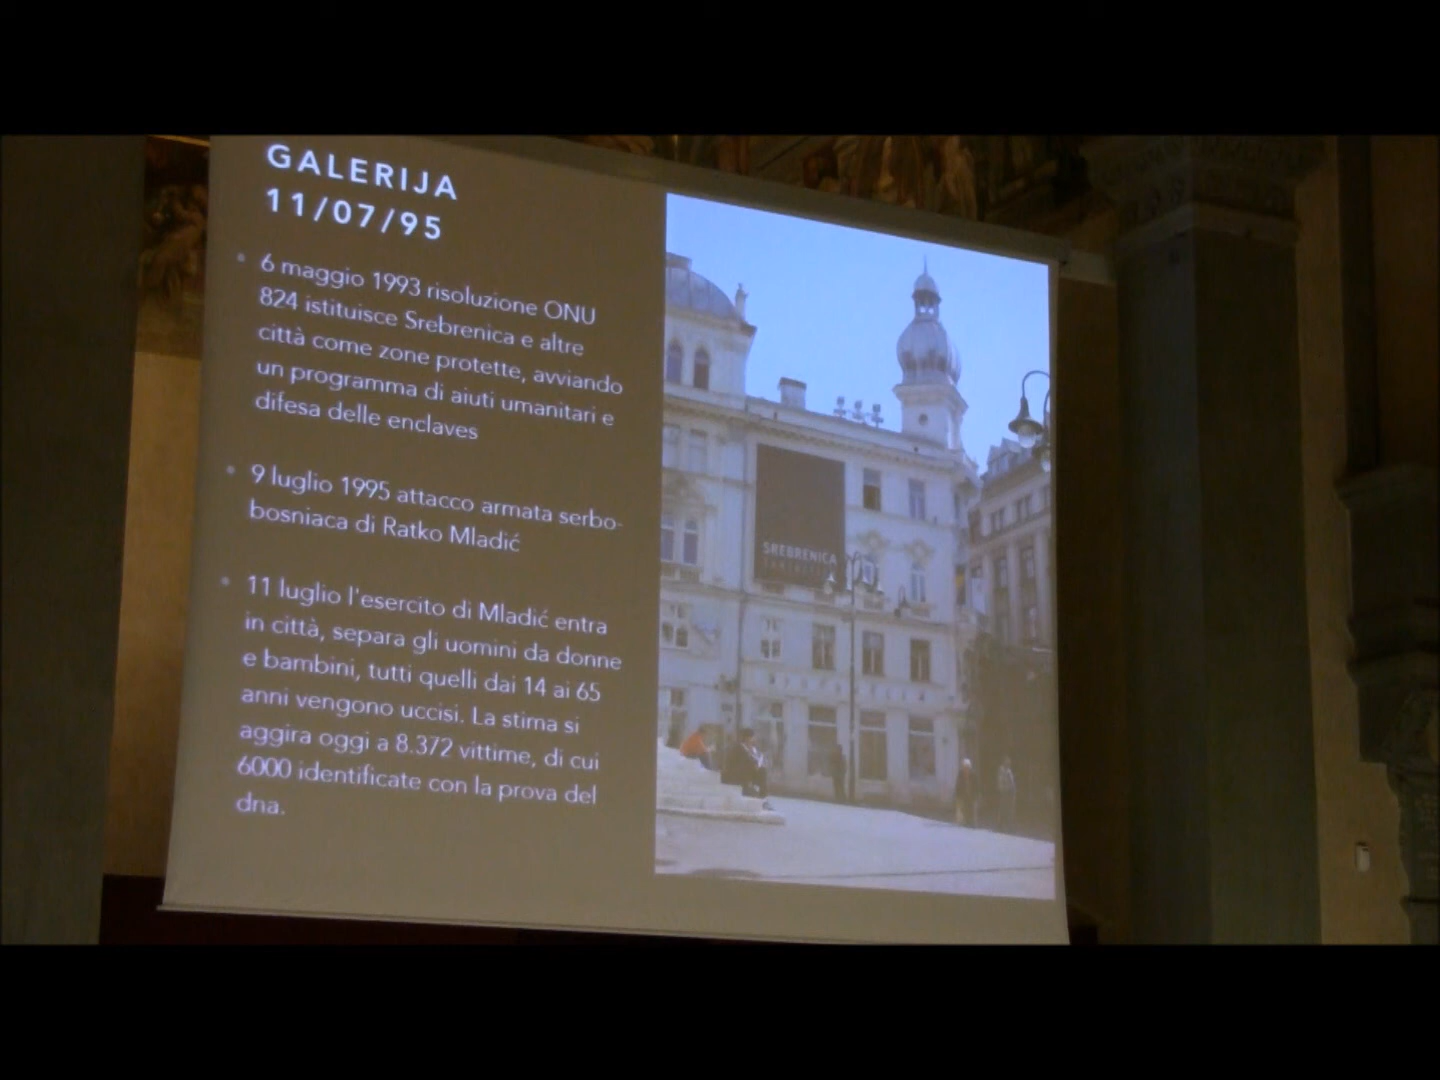 GALERIJA
11/07/95
6 maggio 1993 risoluzione ONU
824 istituisce Srebrenica e altre
città come zone protette, avviando
un programma di aiuti umanitari e
difesa delle enclaves
9 luglio 1995 attacco armata serbo-
bosniaca di Ratko Mladić
11 luglio l'esercito di Mladić entra
in città, separa gli uomini da donne
e bambini, tutti quelli dai 14 ai 65
anni vengono uccisi. La stima si
aggira oggi a 8.372 vittime, di cui
6000 identificate con la prova del
dna.
SREBRENICA